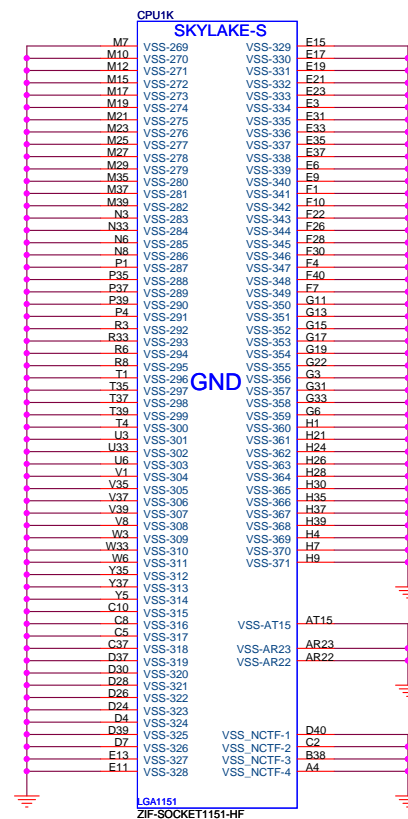 CPU1K
SKYLAKE-S
M7 VSS-269 VSS-329 E15
M10 VSS-270 VSS-330 E17
M12 VSS-271 VSS-331 E19
M15 VSS-272 VSS-332 E21
M17 VSS-273 VSS-333 E23
M19 VSS-274 VSS-334 E3
M21 VSS-275 VSS-335 E31
M23 VSS-276 VSS-336 E33
M25 VSS-277 VSS-337 E35
M27 VSS-278 VSS-338 E37
M29 VSS-279 VSS-339 E6
M35 VSS-280 VSS-340 E9
M37 VSS-281 VSS-341 F1
M39 VSS-282 VSS-342 F10
N3 VSS-283 VSS-343 F22
N33 VSS-284 VSS-344 F26
N6 VSS-285 VSS-345 F28
N8 VSS-286 VSS-346 F30
P1 VSS-287 VSS-347 F4
P35 VSS-288 VSS-348 F40
P37 VSS-289 VSS-349 F7
P39 VSS-290 VSS-350 G11
P4 VSS-291 VSS-351 G13
R3 VSS-292 VSS-352 G15
R33 VSS-293 VSS-353 G17
R6 VSS-294 VSS-354 G19
R8 VSS-295 VSS-355 G22
T1 VSS-296 VSS-356 G3
GND
T35 VSS-297 VSS-357 G31
T37 VSS-298 VSS-358 G33
T39 VSS-299 VSS-359 G6
T4 VSS-300 VSS-360 H1
U3 VSS-301 VSS-361 H21
U33 VSS-302 VSS-362 H24
U6 VSS-303 VSS-363 H26
V1 VSS-304 VSS-364 H28
V35 VSS-305 VSS-365 H30
V37 VSS-306 VSS-366 H35
V39 VSS-307 VSS-367 H37
V8 VSS-308 VSS-368 H39
W3 VSS-309 VSS-369 H4
W33 VSS-310 VSS-370 H7
W6 VSS-311 VSS-371 H9
Y35 VSS-312
Y37 VSS-313
Y5 VSS-314
C10 VSS-315
C8 VSS-316 VSS-AT15 AT15
C5 VSS-317
C37 VSS-318 VSS-AR23 AR23
D37 VSS-319 VSS-AR22 AR22
D30 VSS-320
D28 VSS-321
D26 VSS-322
D24 VSS-323
D4 VSS-324
D39 VSS-325 VSS_NCTF-1 D40
D7 VSS-326 VSS_NCTF-2 C2
E13 VSS-327 VSS_NCTF-3 B38
E11 VSS-328 VSS_NCTF-4 A4
LGA1151
ZIF-SOCKET1151-HF